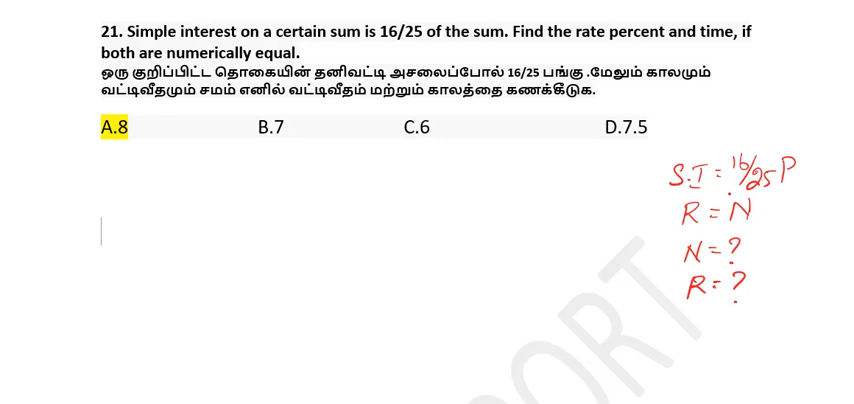 21. Simple interest on a certain sum is 16/25 of the sum. Find the rate percent and time, if
both are numerically equal.
ஒரு குறிப்பிட்ட தொகையின் தனிவட்டி அசலைப்போல் 16/25 பங்கு .மேலும் காலமும்
வட்டிவீதமும் சமம் எனில் வட்டிவீதம் மற்றும் காலத்தை கணக்கீடுக.
A.8 B.7 C.6 D.7.5
S.I = 16/25 P
R = N
N = ?
R = ?
PORT